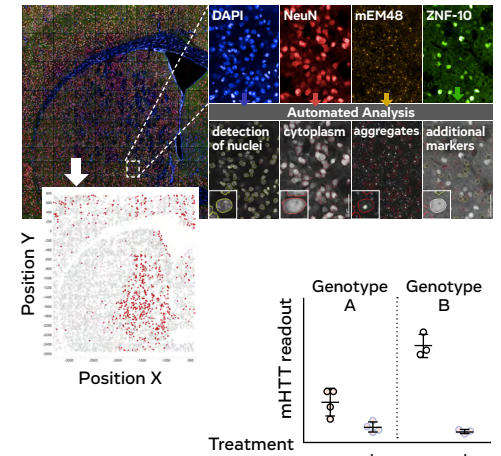 DAPI NeuN mEM48 ZNF-10
Automated Analysis
detection of nuclei
cytoplasm
aggregates
additional markers
Position Y
Position X
Genotype A
Genotype B
mHTT readout
Treatment